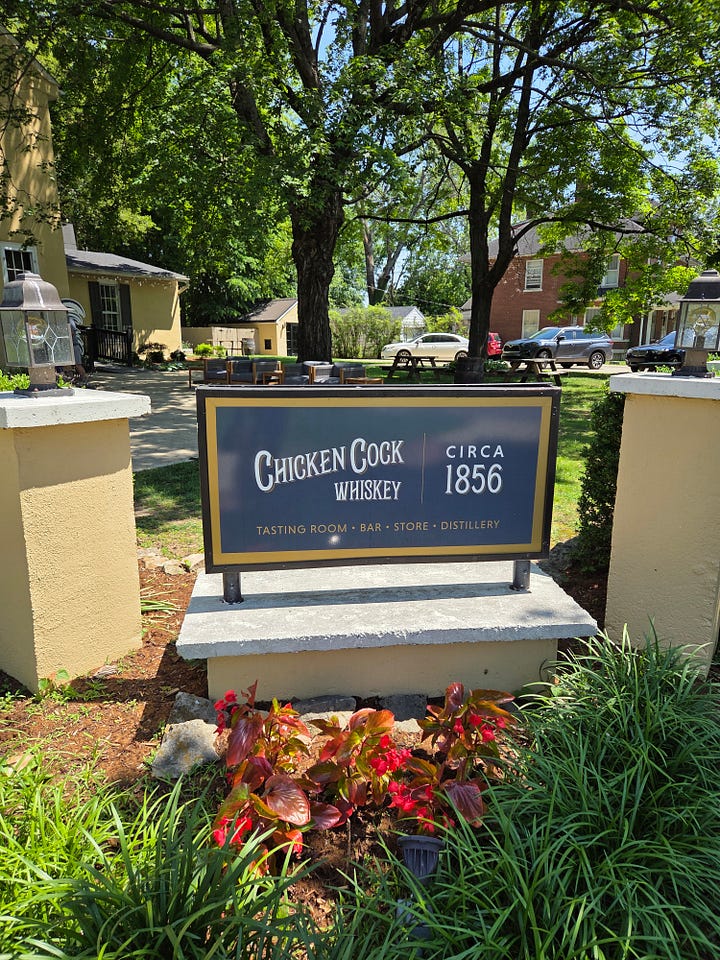 Chicken Cock
WHISKEY
CIRCA
1856
TASTING ROOM • BAR • STORE • DISTILLERY